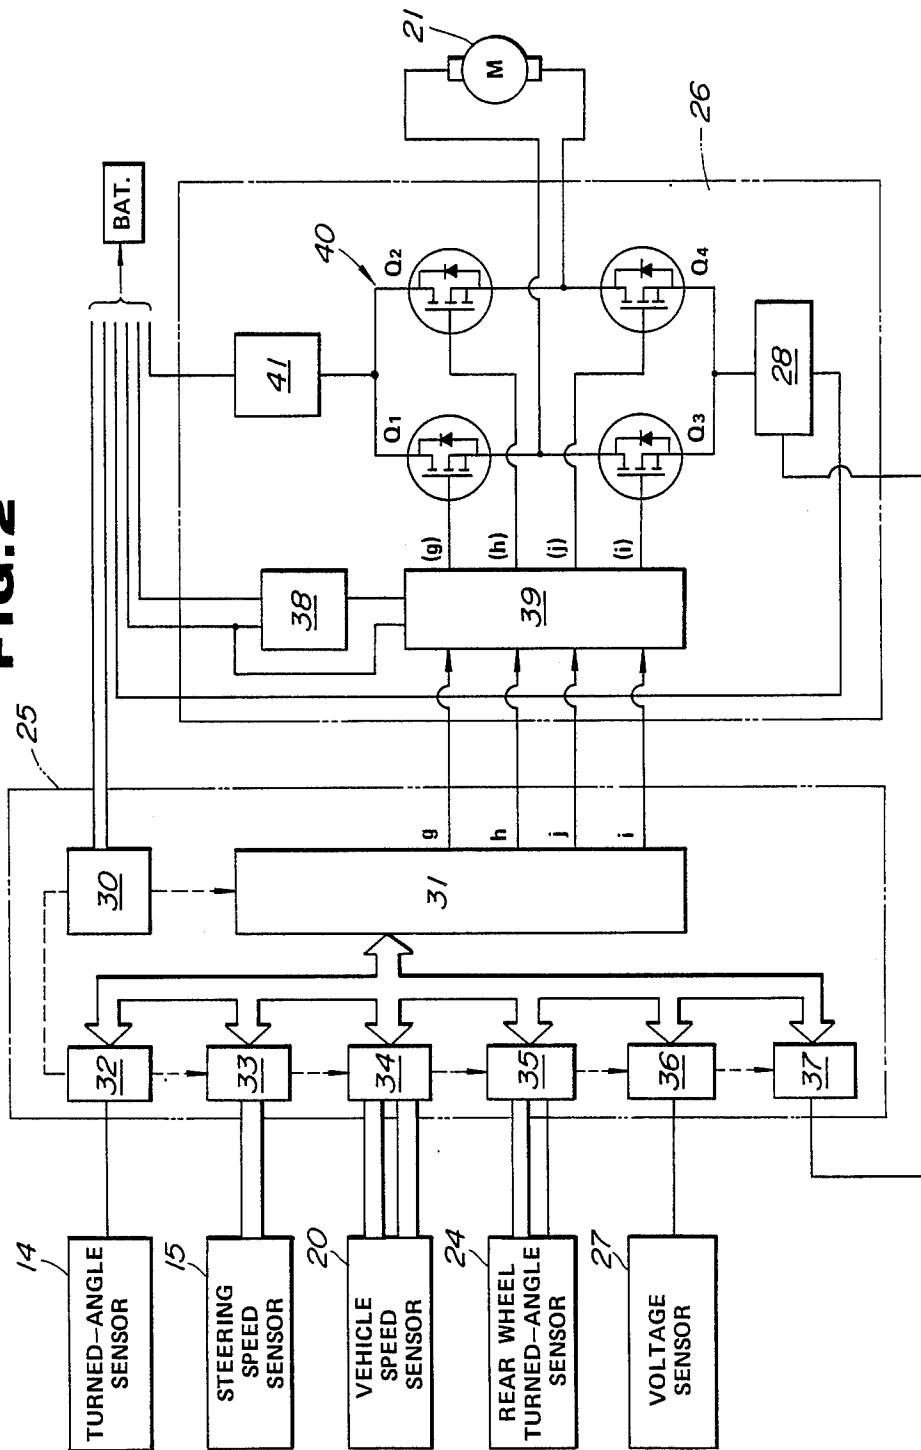 FIG.2
14
TURNED-ANGLE
SENSOR
15
STEERING
SPEED
SENSOR
20
VEHICLE
SPEED
SENSOR
24
REAR WHEEL
TURNED-ANGLE
SENSOR
27
VOLTAGE
SENSOR
25
30
31
32
33
34
35
36
37
g
h
j
i
BAT.
26
38
39
(g)
(h)
(j)
(i)
41
40
Q1
Q2
Q3
Q4
28
21
M